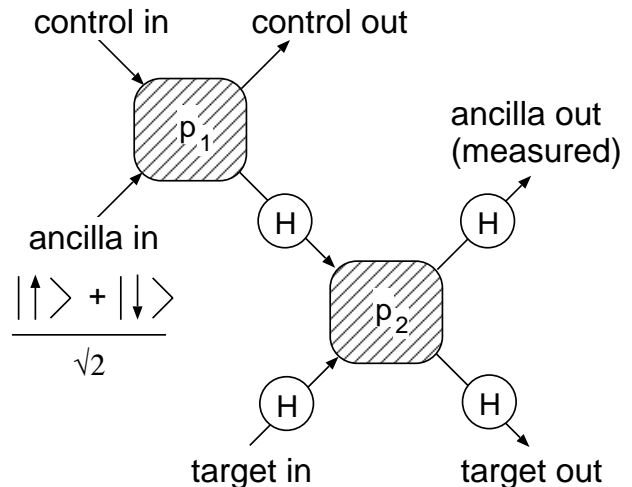 control in
control out
p1
ancilla out
(measured)
H
H
ancilla in
|↑〉 + |↓〉
√2
p2
H
H
target in
target out